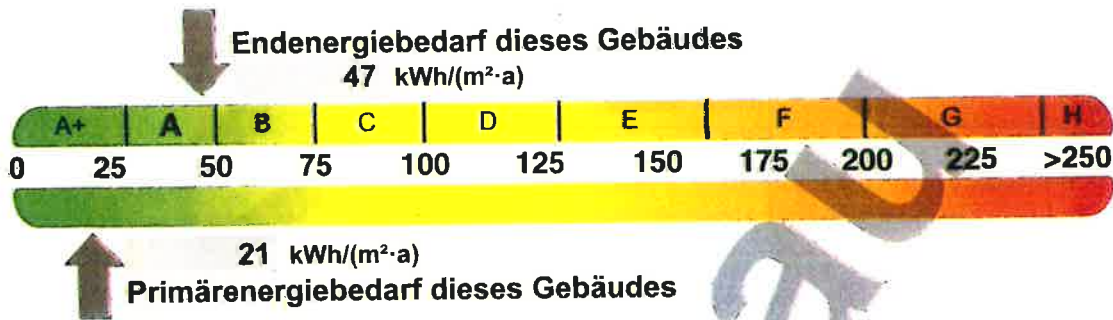 Endenergiebedarf dieses Gebäudes
47 kWh/(m²·a)
A+ A B C D E F G H
0 25 50 75 100 125 150 175 200 225 >250
21 kWh/(m²·a)
Primärenergiebedarf dieses Gebäudes